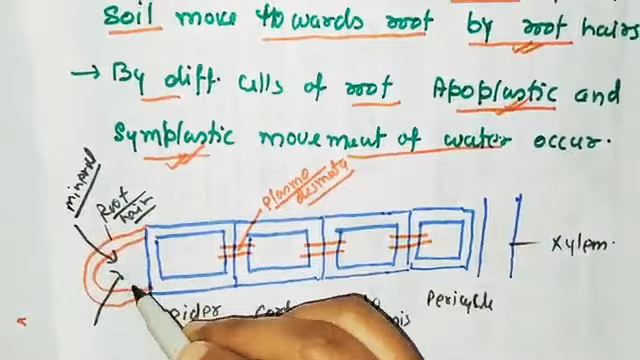 Soil move towards root by root hairs
→ By diff. cells of root Apoplastic and
Symplastic movement of water occur.
mineral
Root hair
Plasmo
desmata
Xylem
Pericycle